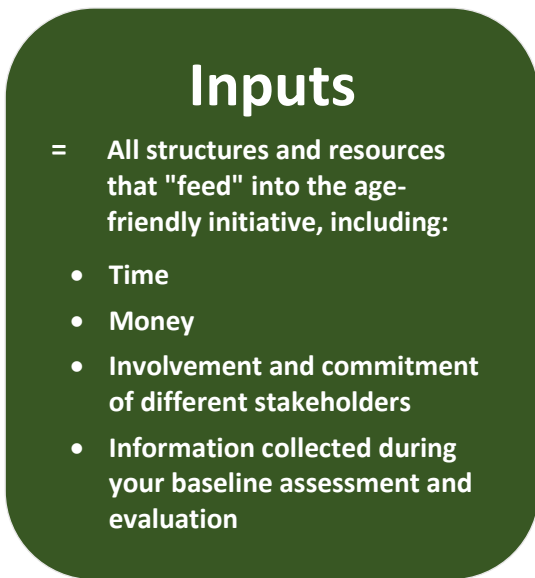 Inputs
= All structures and resources
that "feed" into the age-
friendly initiative, including:
• Time
• Money
• Involvement and commitment
of different stakeholders
• Information collected during
your baseline assessment and
evaluation